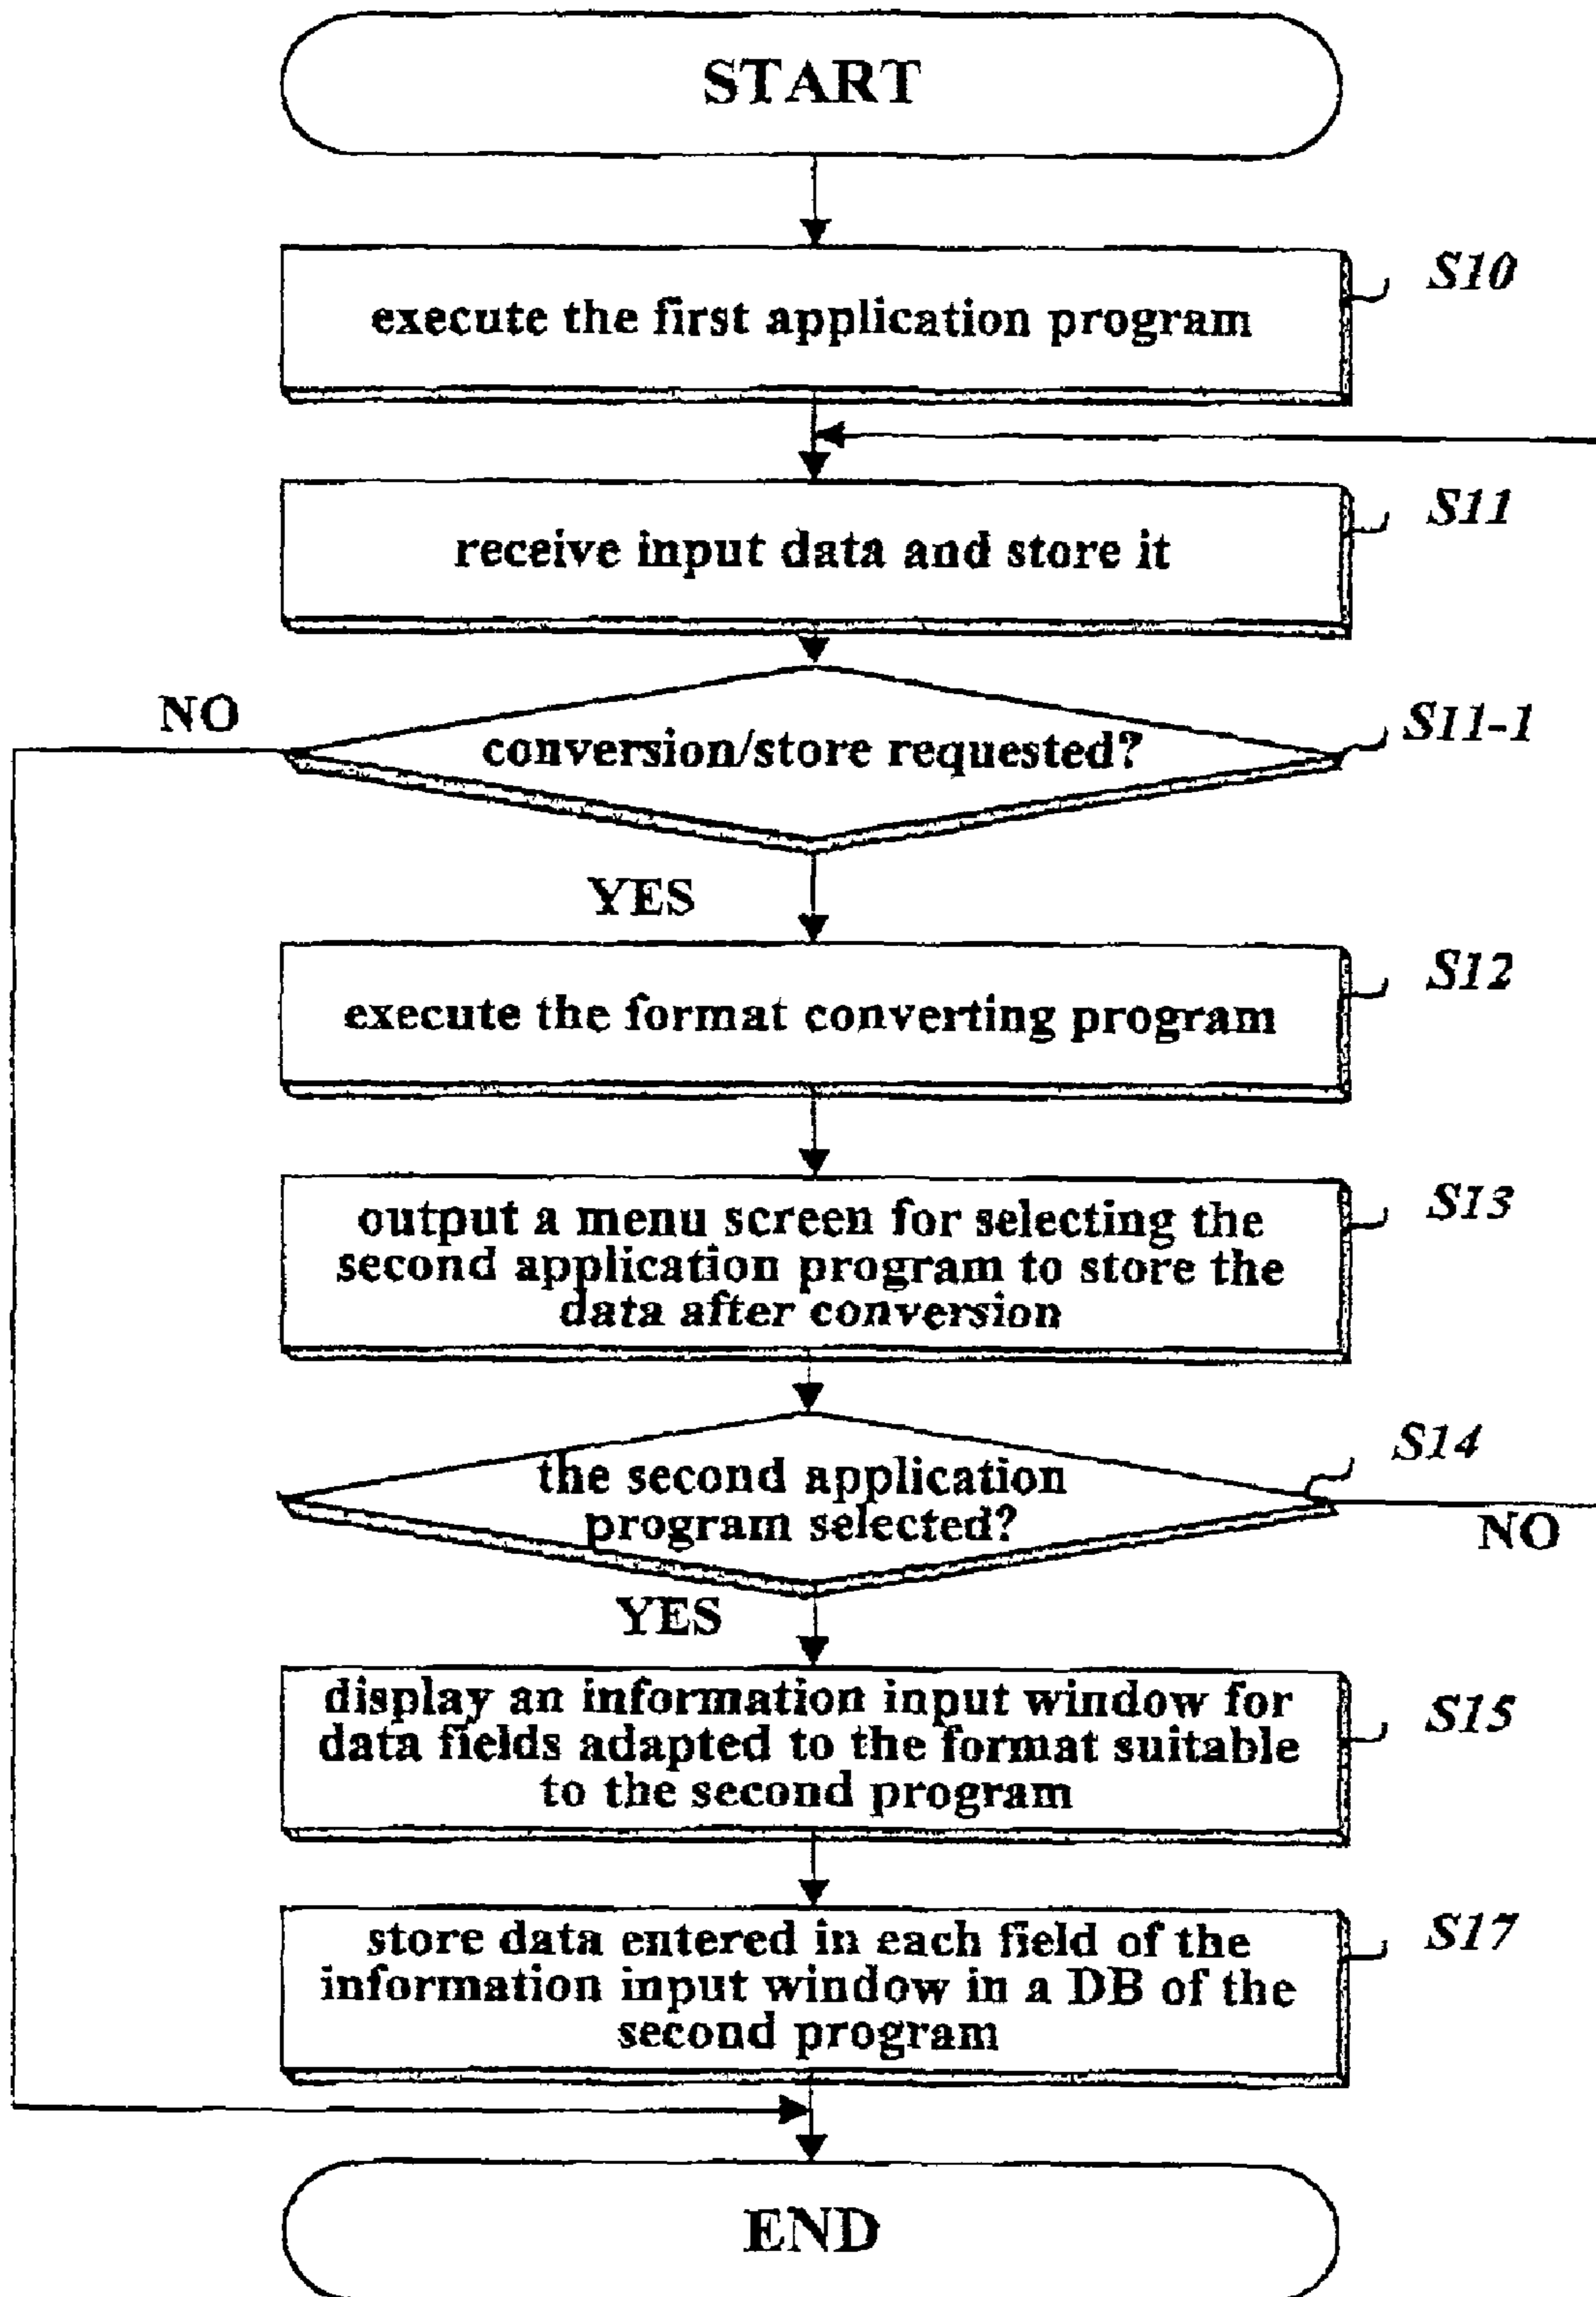 START
execute the first application program
S10
receive input data and store it
S11
NO
conversion/store requested?
S11-1
YES
execute the format converting program
S12
output a menu screen for selecting the
second application program to store the
data after conversion
S13
the second application
program selected?
S14
NO
YES
display an information input window for
data fields adapted to the format suitable
to the second program
S15
store data entered in each field of the
information input window in a DB of the
second program
S17
END